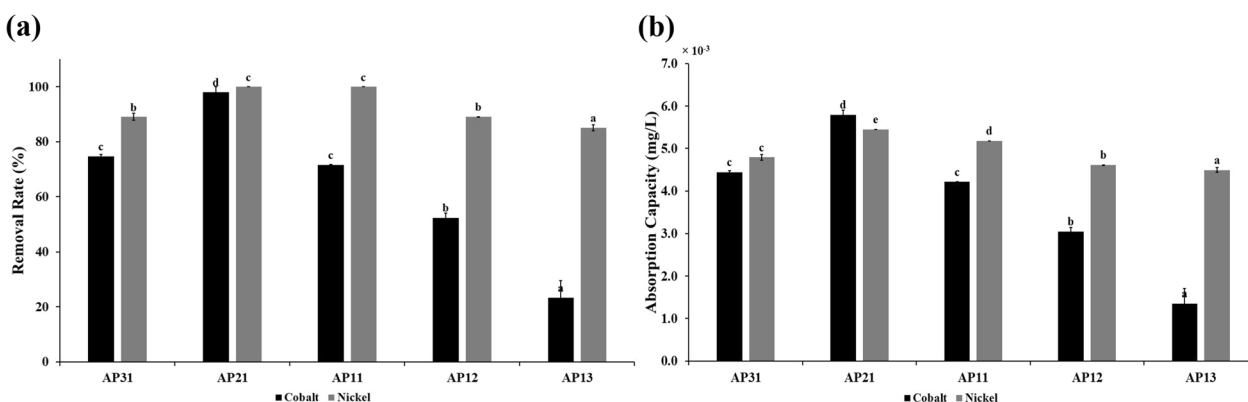 (a)
Removal Rate (%)
100
80
60
40
20
0
c
b
d
c
c
c
b
b
a
a
AP31
AP21
AP11
AP12
AP13
Cobalt
Nickel
(b)
× 10⁻³
Absorption Capacity (mg/L)
7.0
6.0
5.0
4.0
3.0
2.0
1.0
0.0
c
c
d
e
c
d
b
b
a
a
AP31
AP21
AP11
AP12
AP13
Cobalt
Nickel